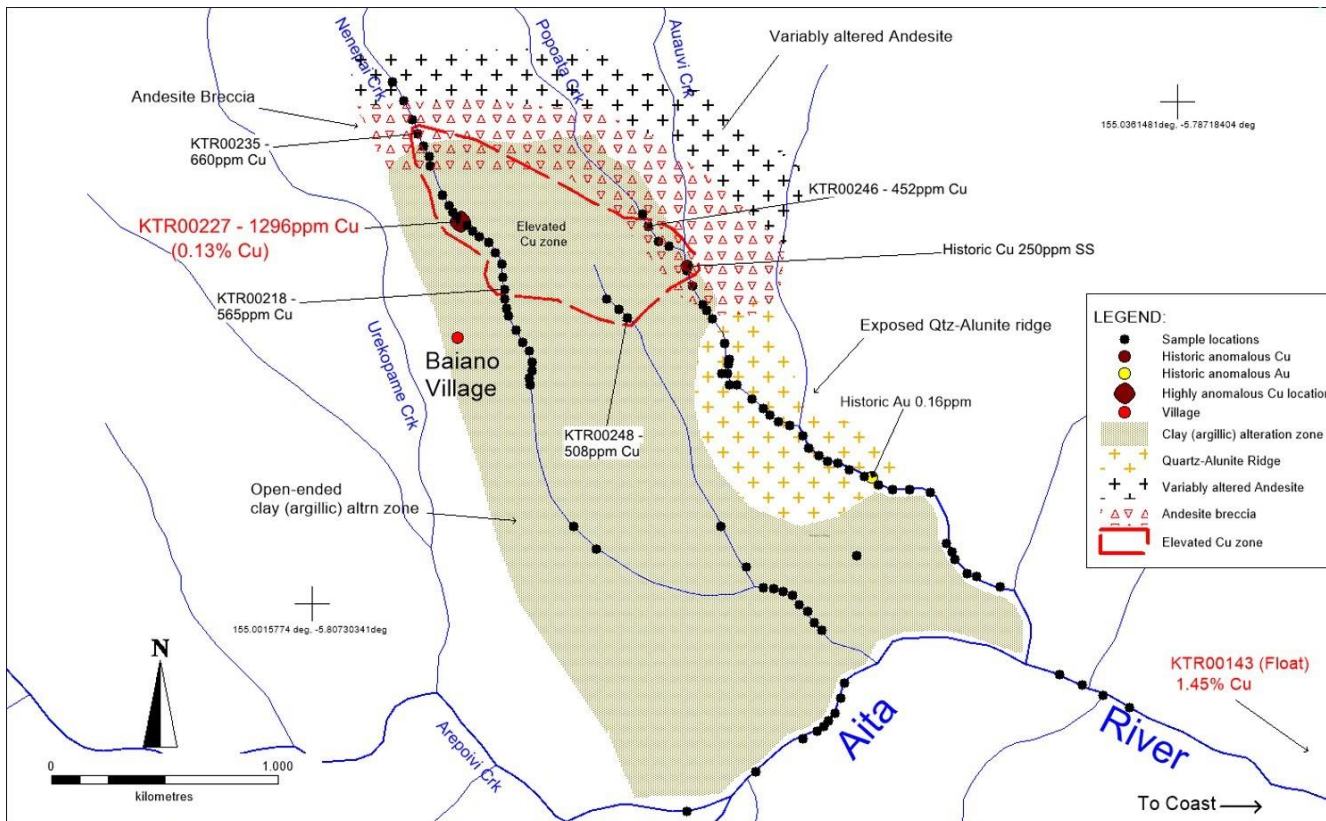 Nenepai Crk
Popoata Crk
Auauvi Crk
Variably altered Andesite
Andesite Breccia
155.0361481deg, -5.78718404 deg
KTR00235 -
660ppm Cu
KTR00246 - 452ppm Cu
KTR00227 - 1296ppm Cu
(0.13% Cu)
Elevated
Cu zone
Historic Cu 250ppm SS
KTR00218 -
565ppm Cu
Urekopame Crk
Baiano
Village
Exposed Qtz-Alunite ridge
Historic Au 0.16ppm
KTR00248 -
508ppm Cu
LEGEND:
Sample locations
Historic anomalous Cu
Historic anomalous Au
Highly anomalous Cu location
Village
Clay (argillic) alteration zone
Quartz-Alunite Ridge
Variably altered Andesite
Andesite breccia
Elevated Cu zone
Open-ended
clay (argillic) altrn zone
155.0015774 deg, -5.80730341deg
N
KTR00143 (Float)
1.45% Cu
Arepoivi Crk
Aita
River
0
1,000
kilometres
To Coast